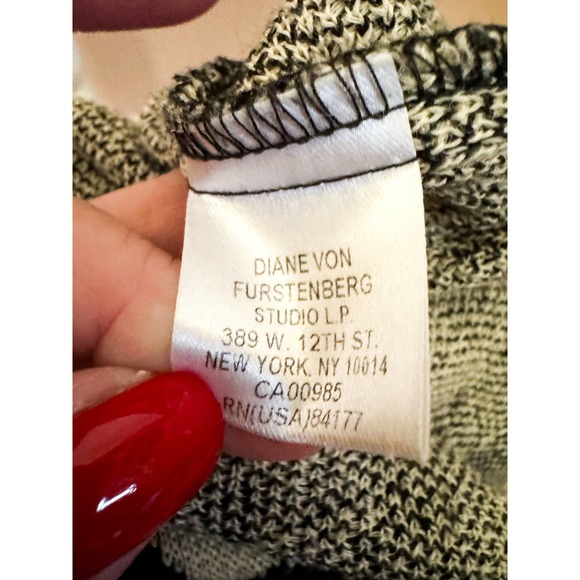 DIANE VON
FURSTENBERG
STUDIO L.P.
389 W. 12TH ST.
NEW YORK, NY 10014
CA00985
RN(USA)84177